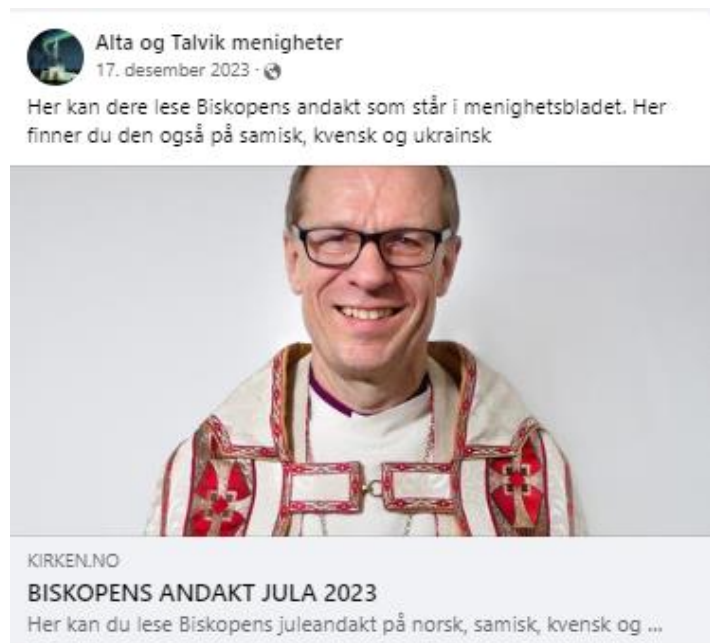 Alta og Talvik menigheter
17. desember 2023 ·
Her kan dere lese Biskopens andakt som står i menighetsbladet. Her
finner du den også på samisk, kvensk og ukrainsk
KIRKEN.NO
BISKOPENS ANDAKT JULA 2023
Her kan du lese Biskopens juleandakt på norsk, samisk, kvensk og ...